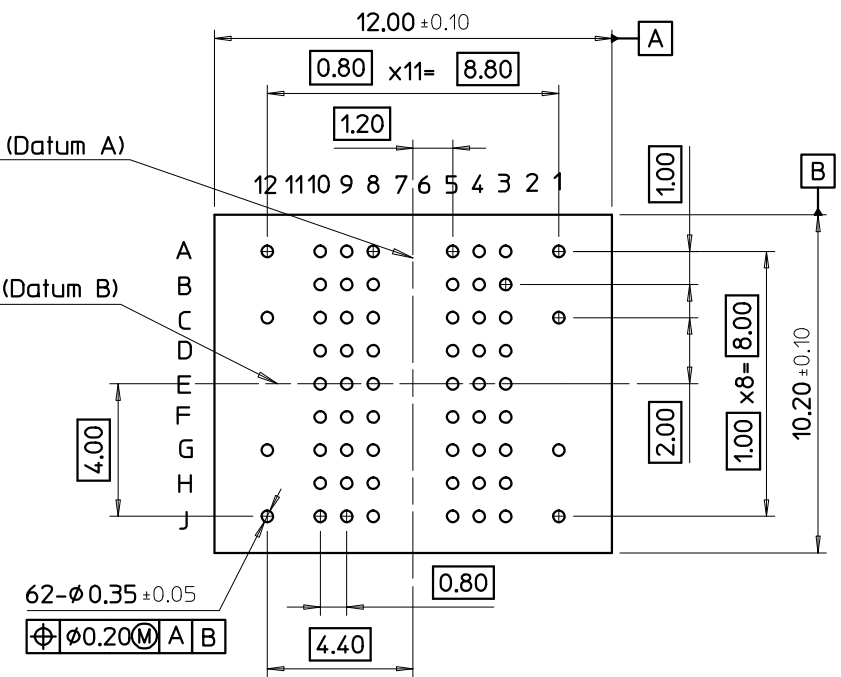 12.00 ±0.10
A
0.80 x11= 8.80
1.20
(Datum A)
12 11 10 9 8 7 6 5 4 3 2 1
1.00
B
A
B
(Datum B)
C
D
E
F
G
H
J
4.00
2.00
1.00 x8= 8.00
10.20 ±0.10
62-ø0.35 ±0.05
⌖ ø0.20Ⓜ A B
0.80
4.40